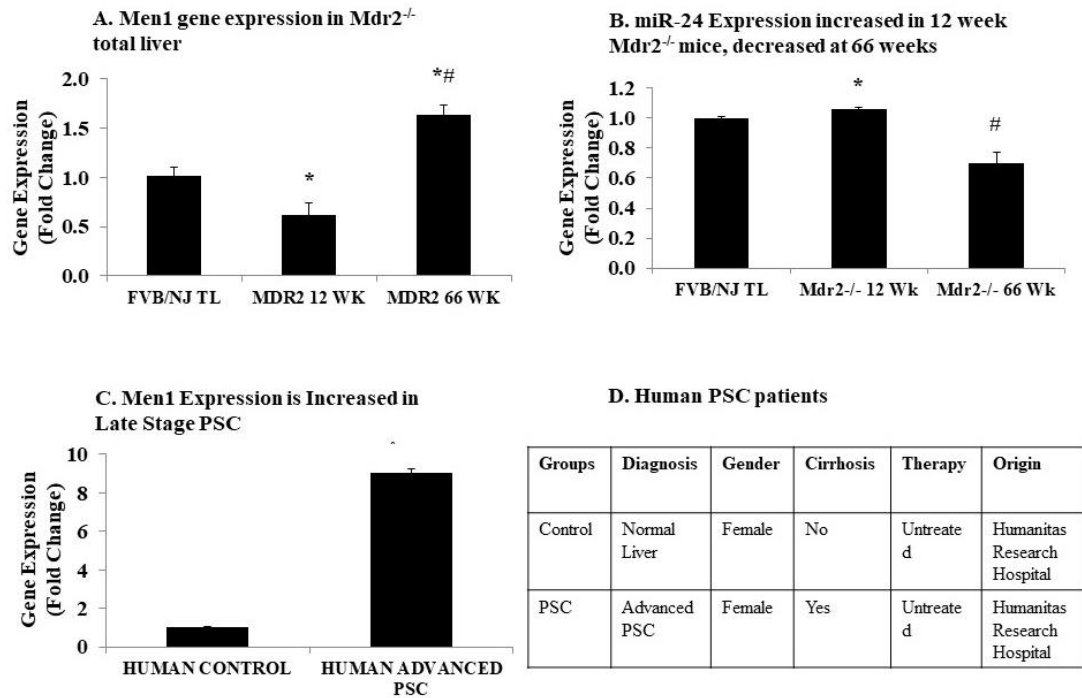 A. Men1 gene expression in Mdr2-/-
total liver
Gene Expression
(Fold Change)
2.0
1.5
1.0
0.5
0.0
*
*#
FVB/NJ TL
MDR2 12 WK
MDR2 66 WK
B. miR-24 Expression increased in 12 week
Mdr2-/- mice, decreased at 66 weeks
Gene Expression
(Fold Change)
1.2
1.0
0.8
0.6
0.4
0.2
0.0
*
#
FVB/NJ TL
Mdr2-/- 12 Wk
Mdr2-/- 66 Wk
C. Men1 Expression is Increased in
Late Stage PSC
Gene Expression
(Fold Change)
10
8
6
4
2
0
HUMAN CONTROL
HUMAN ADVANCED
PSC
D. Human PSC patients
Groups Diagnosis Gender Cirrhosis Therapy Origin
Control Normal Female No Untreate Humanitas
Liver d Research
Hospital
PSC Advanced Female Yes Untreate Humanitas
PSC d Research
Hospital